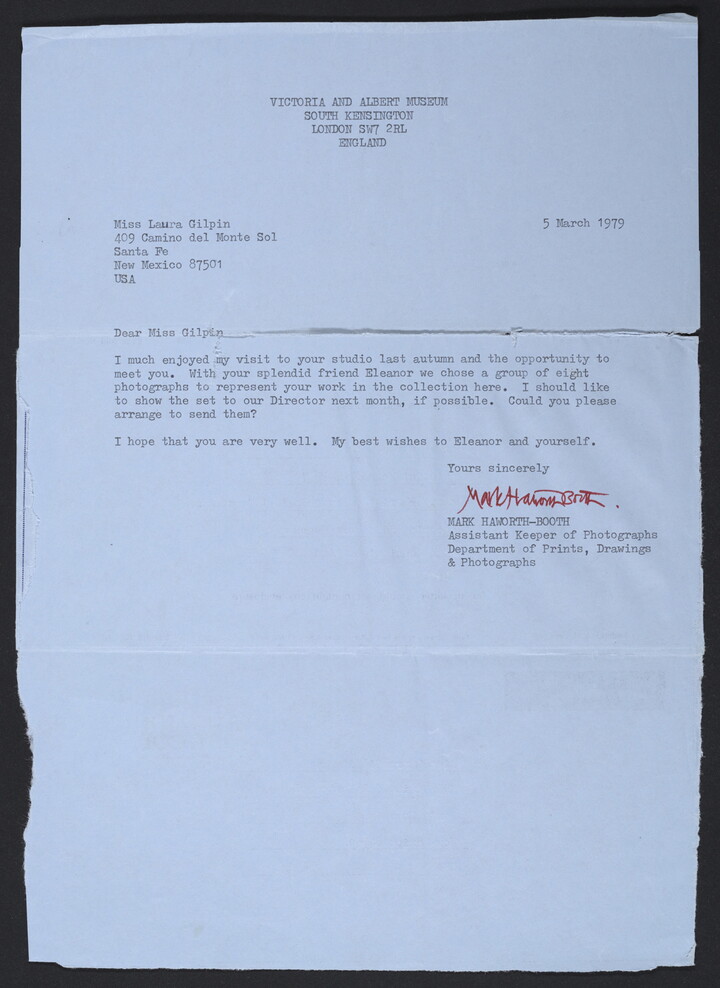 VICTORIA AND ALBERT MUSEUM
SOUTH KENSINGTON
LONDON SW7 2RL
ENGLAND
Miss Laura Gilpin
5 March 1979
409 Camino del Monte Sol
Santa Fe
New Mexico 87501
USA
Dear Miss Gilpin
I much enjoyed my visit to your studio last autumn and the opportunity to
meet you. With your splendid friend Eleanor we chose a group of eight
photographs to represent your work in the collection here. I should like
to show the set to our Director next month, if possible. Could you please
arrange to send them?
I hope that you are very well. My best wishes to Eleanor and yourself.
Yours sincerely
Mark Haworth-Booth.
MARK HAWORTH-BOOTH
Assistant Keeper of Photographs
Department of Prints, Drawings
& Photographs